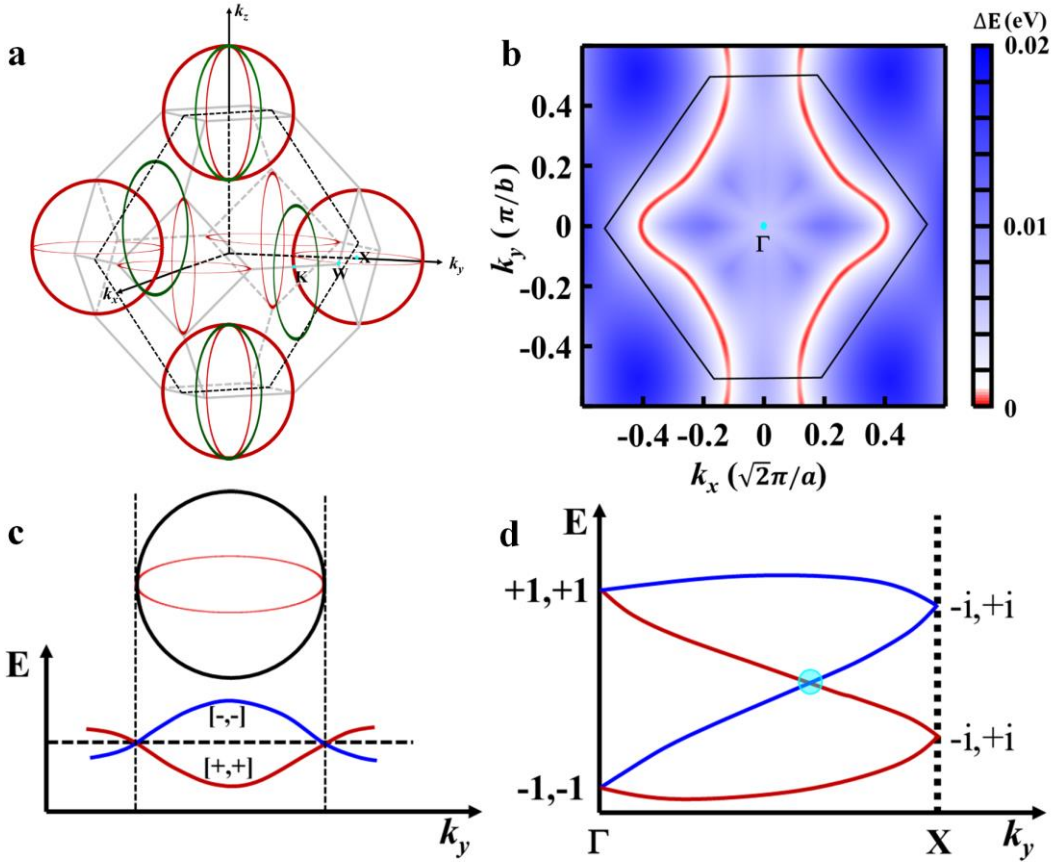 a
k_z
k_y
k_x
K
W
X
b
ΔE (eV)
0.02
0.01
0
0.4
0.2
0
-0.2
-0.4
k_y (π/b)
Γ
-0.4 -0.2 0 0.2 0.4
k_x (√2π/a)
c
E
[-,-]
[+,+]
k_y
d
E
+1,+1
-i,+i
-i,+i
-1,-1
Γ
X
k_y